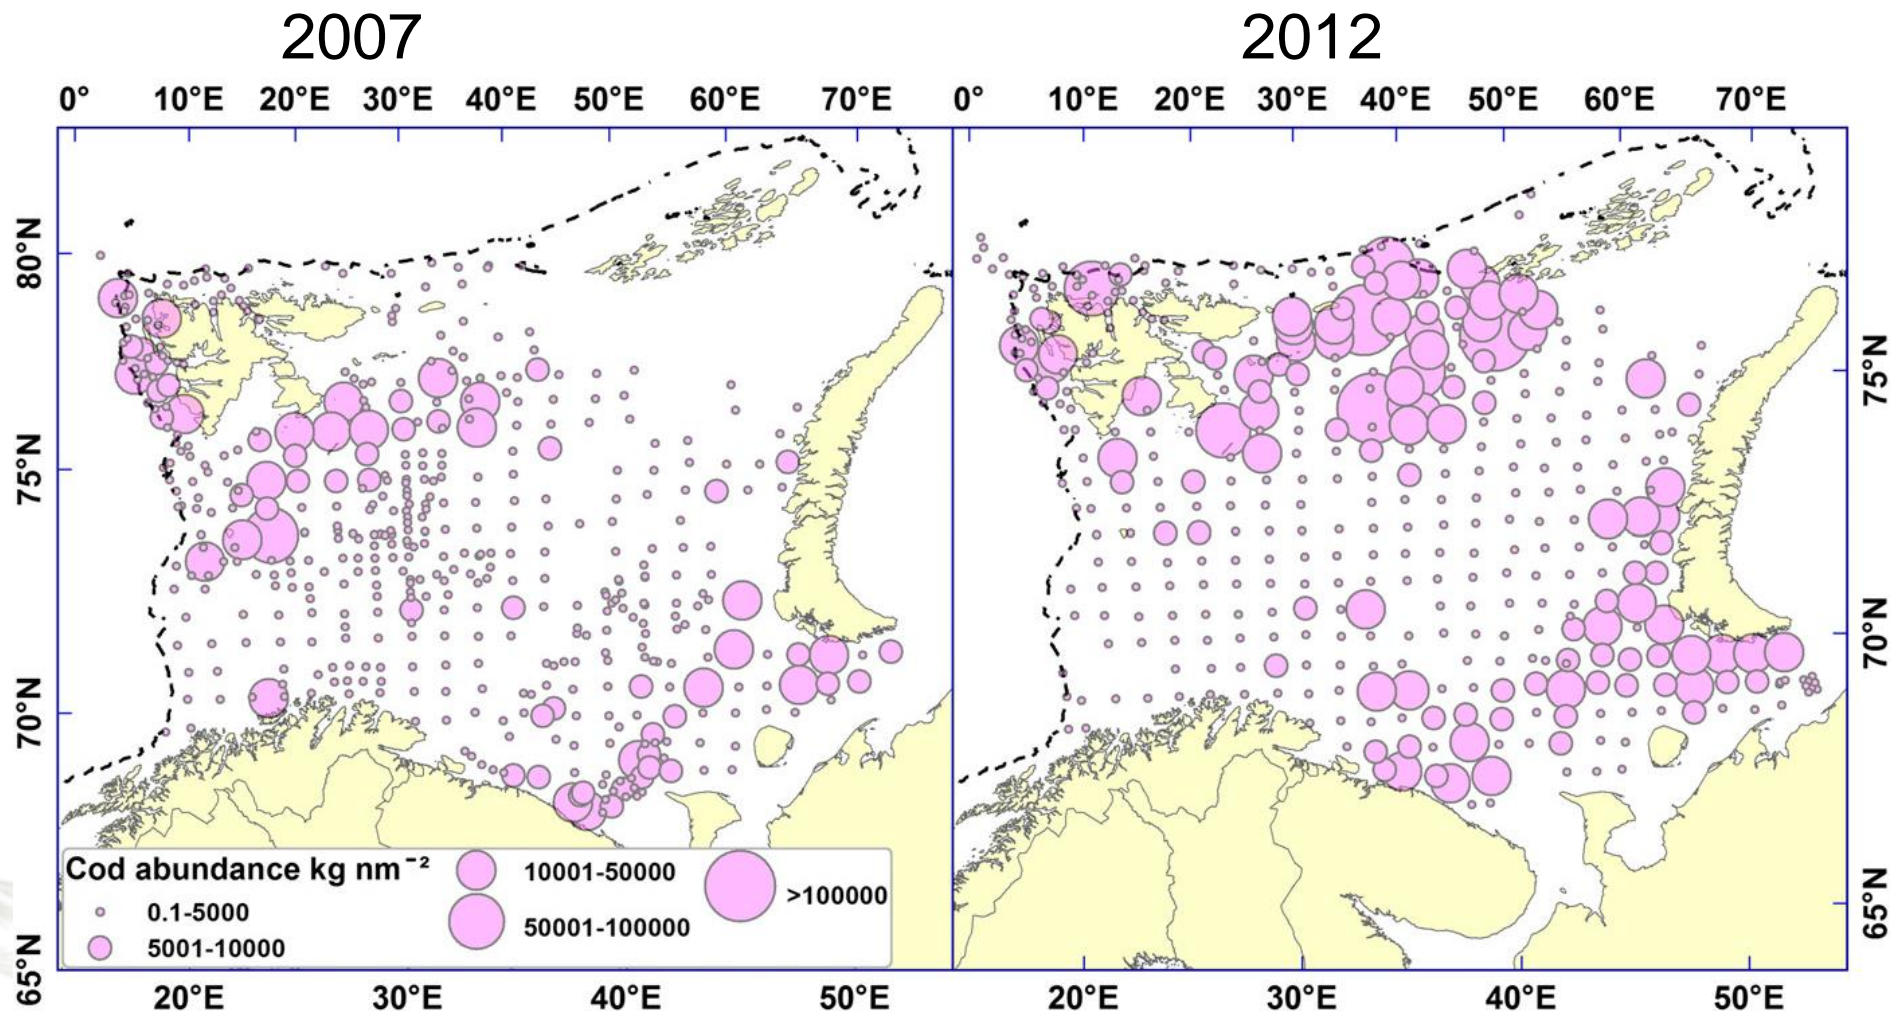 2007 2012
0° 10°E 20°E 30°E 40°E 50°E 60°E 70°E 0° 10°E 20°E 30°E 40°E 50°E 60°E 70°E
80°N
75°N
70°N
65°N
75°N
70°N
65°N
Cod abundance kg nm⁻²
0.1-5000
5001-10000
10001-50000
50001-100000
>100000
20°E 30°E 40°E 50°E 20°E 30°E 40°E 50°E